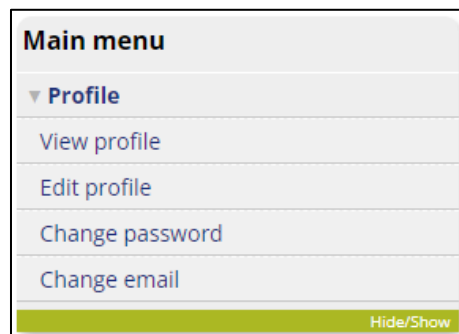 Main menu
Profile
View profile
Edit profile
Change password
Change email
Hide/Show